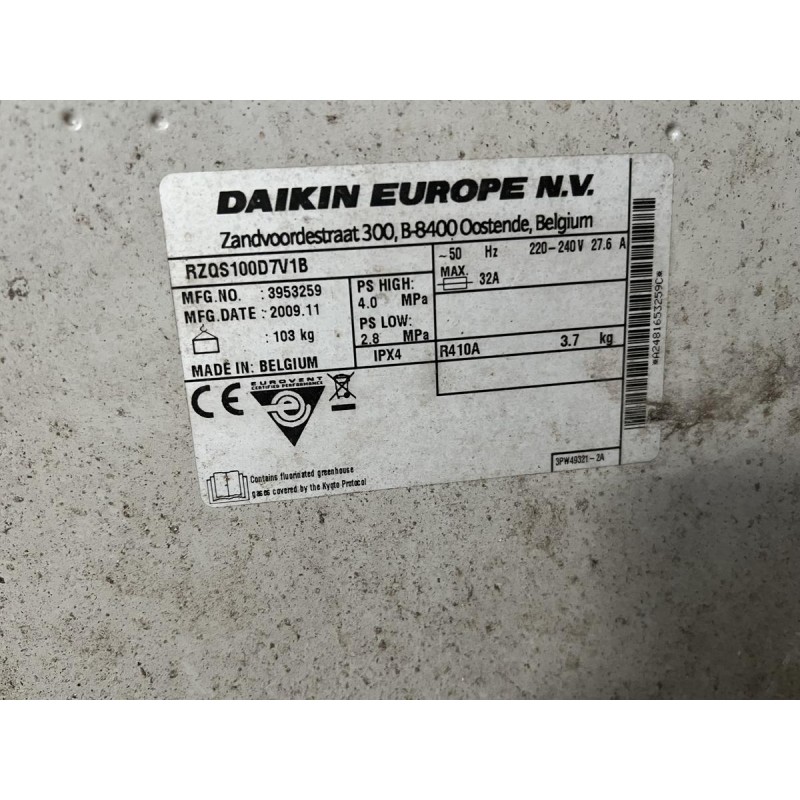 DAIKIN EUROPE N.V.
Zandvoordestraat 300, B-8400 Oostende, Belgium
RZQS100D7V1B
MFG.NO. : 3953259
MFG.DATE : 2009.11
: 103 kg
MADE IN: BELGIUM
PS HIGH:
4.0 MPa
PS LOW:
2.8 MPa
IPX4
~50 Hz 220-240V 27.6 A
MAX. 32A
R410A 3.7 kg
CE
EUROVENT
CERTIFIED PERFORMANCE
Contains fluorinated greenhouse
gases covered by the Kyoto Protocol
3PW49321-2A
*A2481653259C*